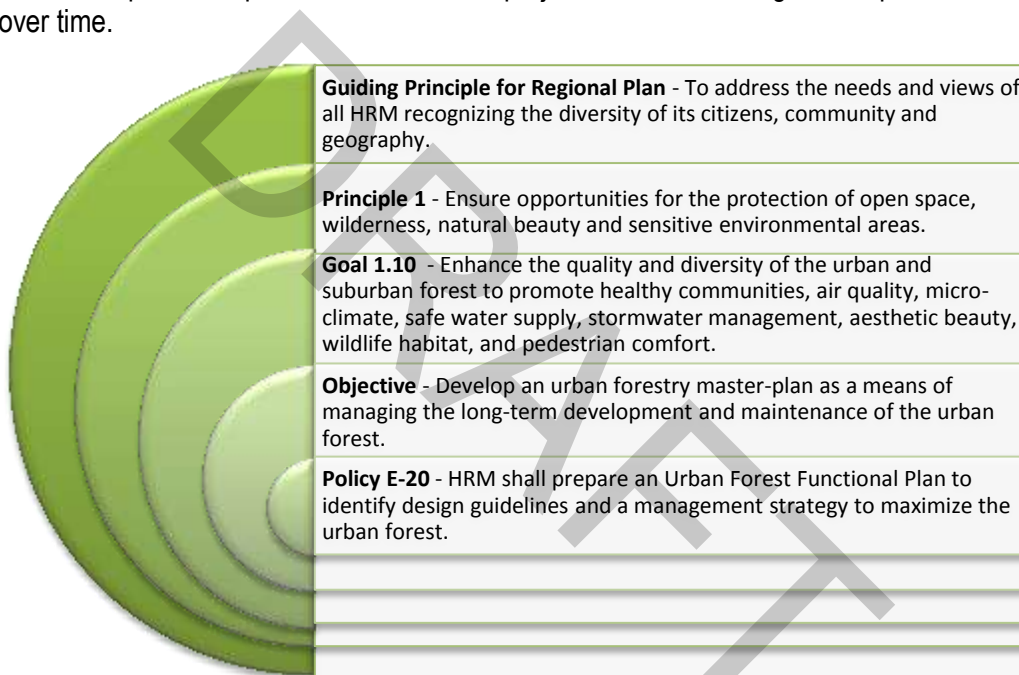 over time.
Guiding Principle for Regional Plan - To address the needs and views of
all HRM recognizing the diversity of its citizens, community and
geography.
Principle 1 - Ensure opportunities for the protection of open space,
wilderness, natural beauty and sensitive environmental areas.
Goal 1.10 - Enhance the quality and diversity of the urban and
suburban forest to promote healthy communities, air quality, micro-
climate, safe water supply, stormwater management, aesthetic beauty,
wildlife habitat, and pedestrian comfort.
Objective - Develop an urban forestry master-plan as a means of
managing the long-term development and maintenance of the urban
forest.
Policy E-20 - HRM shall prepare an Urban Forest Functional Plan to
identify design guidelines and a management strategy to maximize the
urban forest.
DRAFT